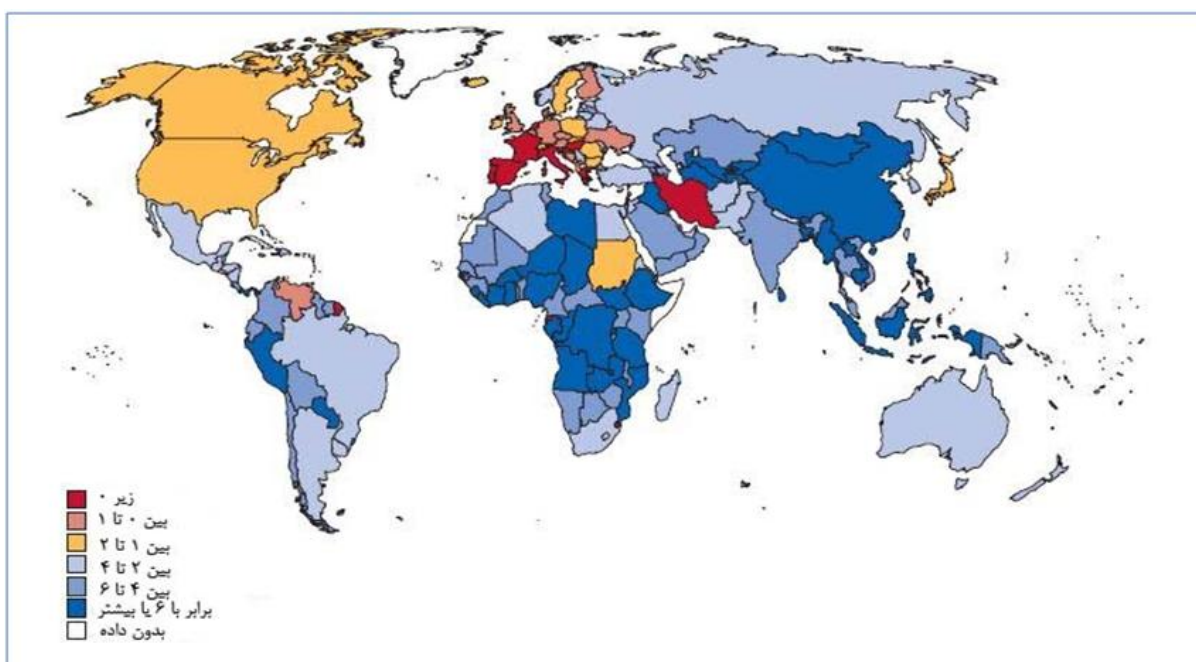 زیر ۰
بین ۰ تا ۱
بین ۱ تا ۲
بین ۲ تا ۴
بین ۴ تا ۶
برابر با ۶ یا بیشتر
بدون داده